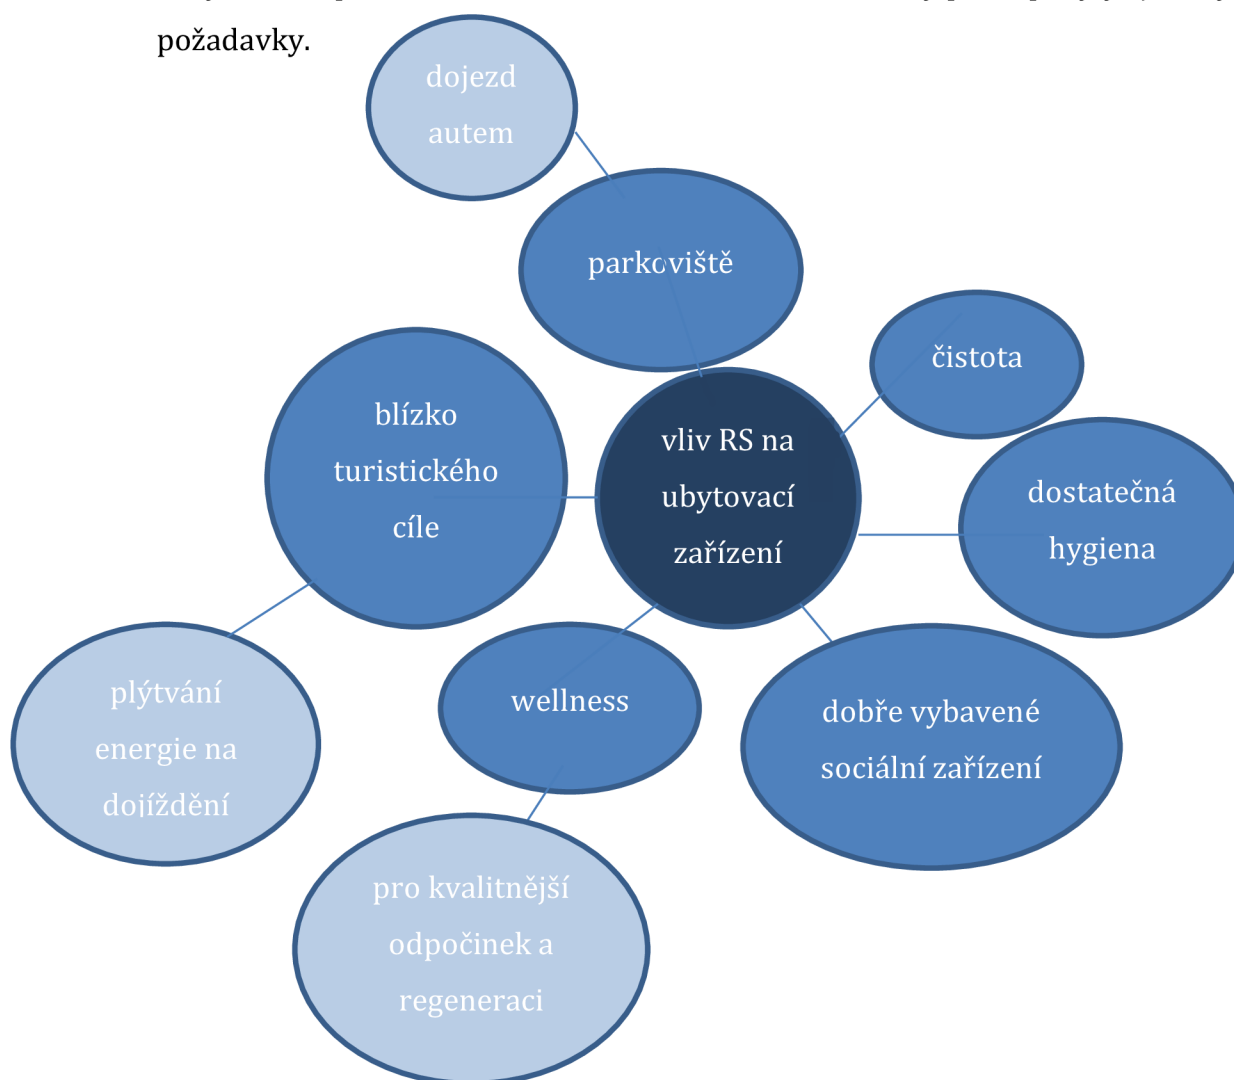 požadavky.
dojezd
autem
parkoviště
čistota
blízko
turistického
cíle
vliv RS na
ubytovací
zařízení
dostatečná
hygiena
plýtvání
energie na
dojíždění
wellness
dobře vybavené
sociální zařízení
pro kvalitnější
odpočinek a
regeneraci